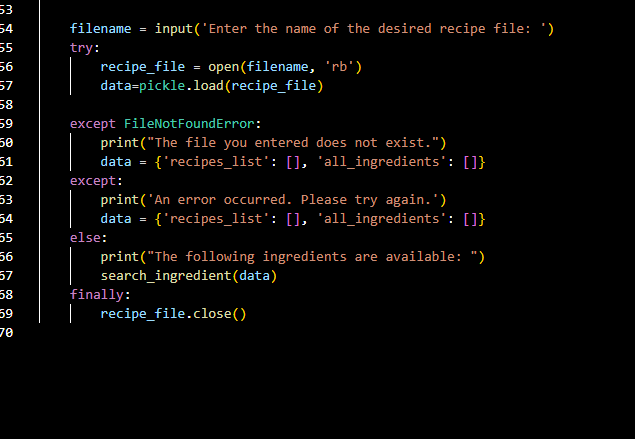 53
54 filename = input('Enter the name of the desired recipe file: ')
55 try:
56 recipe_file = open(filename, 'rb')
57 data=pickle.load(recipe_file)
58
59 except FileNotFoundError:
60 print("The file you entered does not exist.")
61 data = {'recipes_list': [], 'all_ingredients': []}
62 except:
63 print('An error occurred. Please try again.')
64 data = {'recipes_list': [], 'all_ingredients': []}
65 else:
66 print("The following ingredients are available: ")
67 search_ingredient(data)
68 finally:
69 recipe_file.close()
70